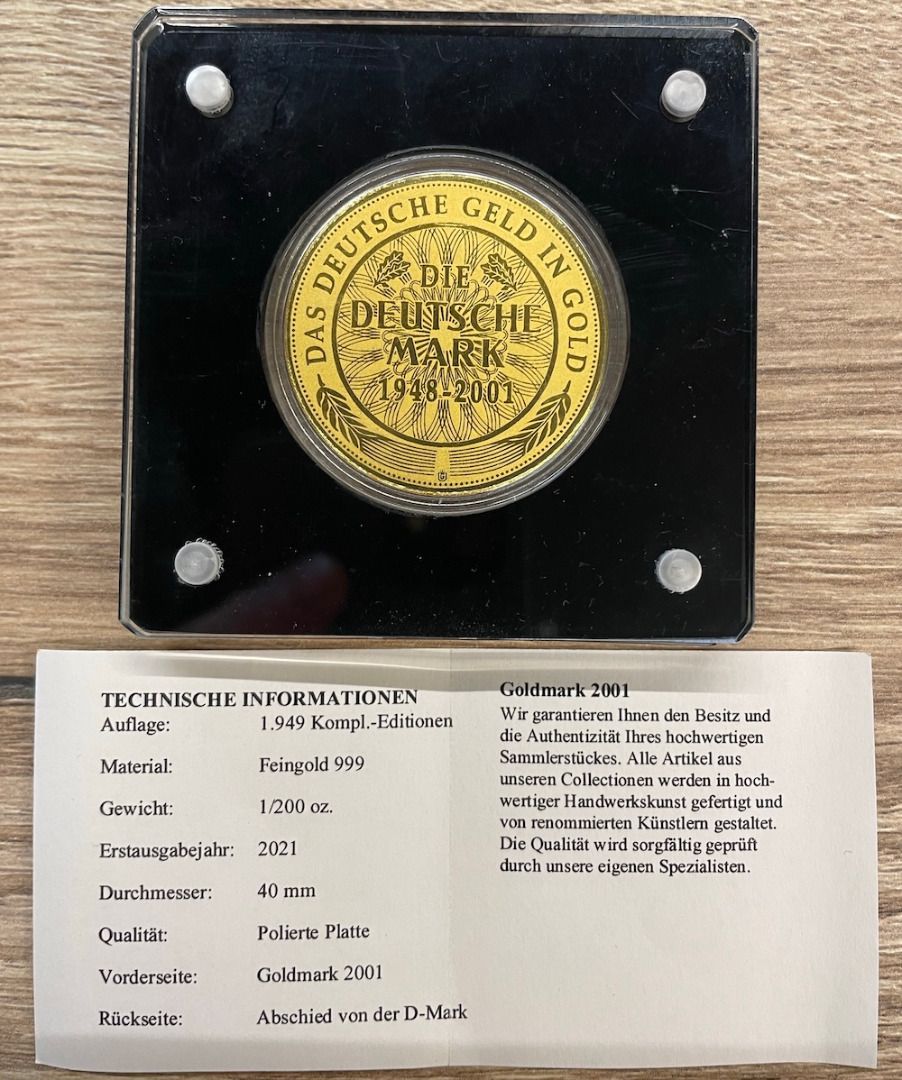 DAS DEUTSCHE GELD IN GOLD
DIE
DEUTSCHE
MARK
1948-2001
TECHNISCHE INFORMATIONEN
Auflage: 1.949 Kompl.-Editionen
Material: Feingold 999
Gewicht: 1/200 oz.
Erstausgabejahr: 2021
Durchmesser: 40 mm
Qualität: Polierte Platte
Vorderseite: Goldmark 2001
Rückseite: Abschied von der D-Mark
Goldmark 2001
Wir garantieren Ihnen den Besitz und
die Authentizität Ihres hochwertigen
Sammlerstückes. Alle Artikel aus
unseren Collectionen werden in hoch-
wertiger Handwerkskunst gefertigt und
von renommierten Künstlern gestaltet.
Die Qualität wird sorgfältig geprüft
durch unsere eigenen Spezialisten.